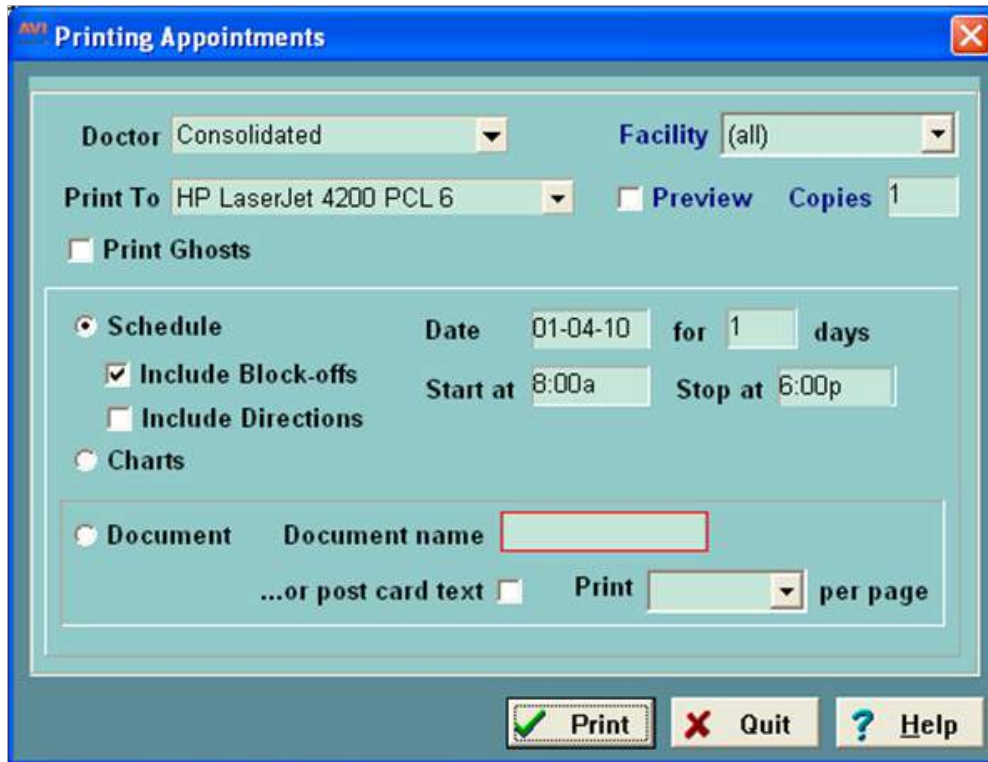 AVI Printing Appointments
Doctor Consolidated Facility (all)
Print To HP LaserJet 4200 PCL 6 Preview Copies 1
Print Ghosts
Schedule Date 01-04-10 for 1 days
Include Block-offs Start at 8:00a Stop at 6:00p
Include Directions
Charts
Document Document name
...or post card text Print per page
Print Quit ? Help